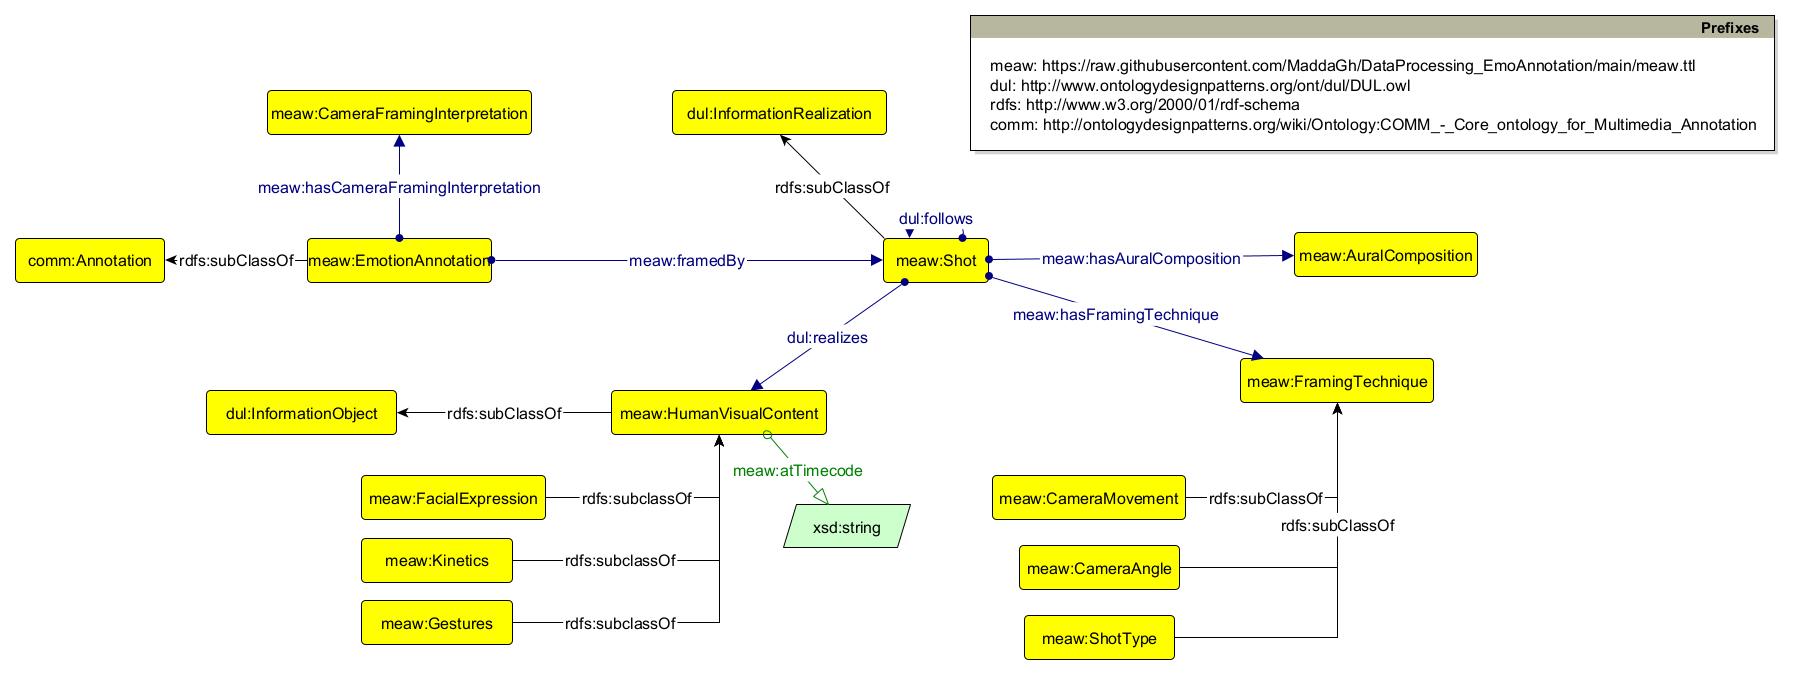 Prefixes
meaw: https://raw.githubusercontent.com/MaddaGh/DataProcessing_EmoAnnotation/main/meaw.ttl
dul: http://www.ontologydesignpatterns.org/ont/dul/DUL.owl
rdfs: http://www.w3.org/2000/01/rdf-schema
comm: http://ontologydesignpatterns.org/wiki/Ontology:COMM_-_Core_ontology_for_Multimedia_Annotation
meaw:CameraFramingInterpretation
dul:InformationRealization
meaw:hasCameraFramingInterpretation
rdfs:subClassOf
dul:follows
comm:Annotation
rdfs:subClassOf
meaw:EmotionAnnotation
meaw:framedBy
meaw:Shot
meaw:hasAuralComposition
meaw:AuralComposition
meaw:hasFramingTechnique
dul:realizes
meaw:FramingTechnique
dul:InformationObject
rdfs:subClassOf
meaw:HumanVisualContent
meaw:atTimecode
meaw:FacialExpression
rdfs:subclassOf
meaw:CameraMovement
rdfs:subClassOf
xsd:string
rdfs:subClassOf
meaw:Kinetics
rdfs:subclassOf
meaw:CameraAngle
meaw:Gestures
rdfs:subclassOf
meaw:ShotType